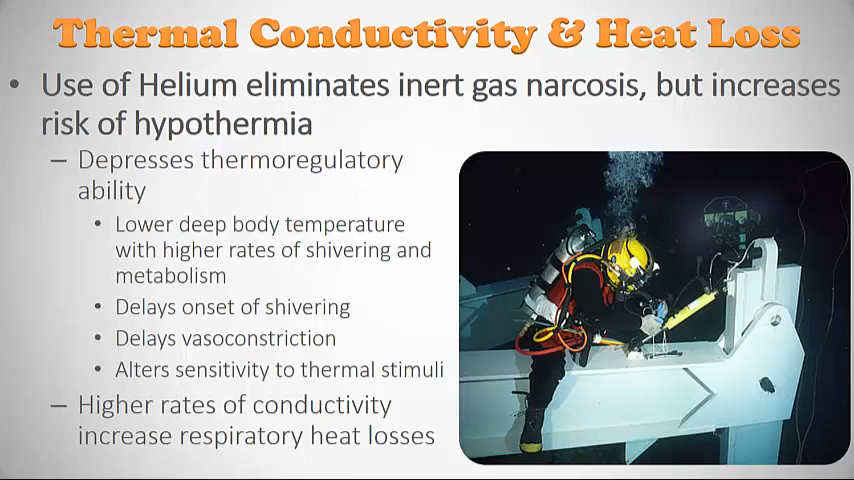 Thermal Conductivity & Heat Loss
• Use of Helium eliminates inert gas narcosis, but increases
risk of hypothermia
– Depresses thermoregulatory
ability
• Lower deep body temperature
with higher rates of shivering and
metabolism
• Delays onset of shivering
• Delays vasoconstriction
• Alters sensitivity to thermal stimuli
– Higher rates of conductivity
increase respiratory heat losses